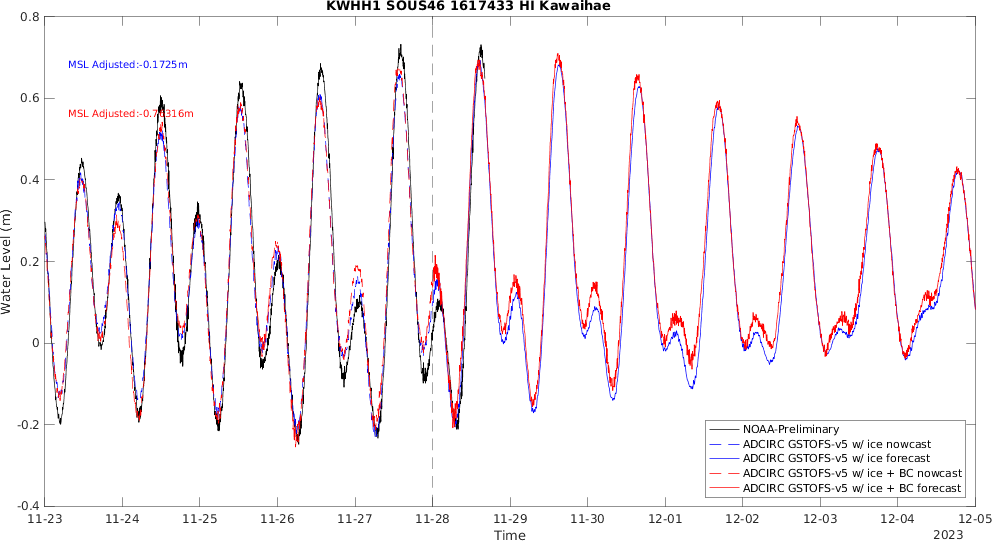 KWHH1 SOUS46 1617433 HI Kawaihae
0.8
0.6
0.4
0.2
0
-0.2
-0.4
Water Level (m)
MSL Adjusted:-0.1725m
MSL Adjusted:-0.76316m
NOAA-Preliminary
ADCIRC GSTOFS-v5 w/ ice nowcast
ADCIRC GSTOFS-v5 w/ ice forecast
ADCIRC GSTOFS-v5 w/ ice + BC nowcast
ADCIRC GSTOFS-v5 w/ ice + BC forecast
11-23 11-24 11-25 11-26 11-27 11-28 11-29 11-30 12-01 12-02 12-03 12-04 12-05
Time
2023